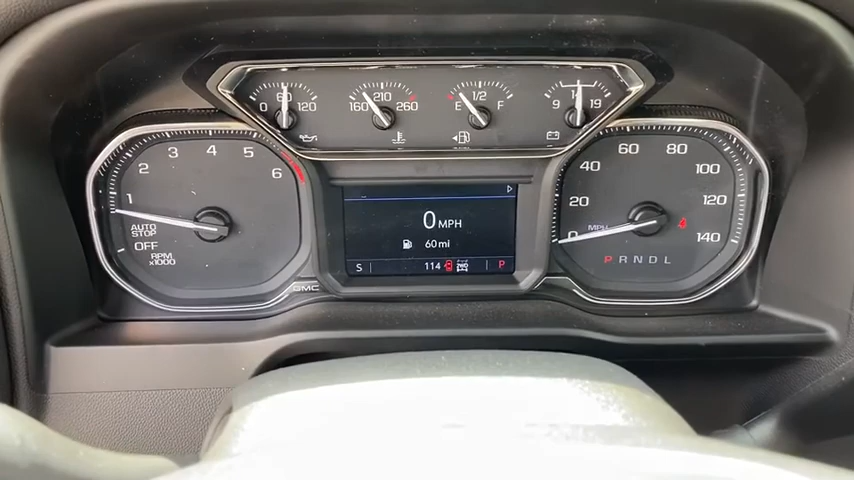 0 60 120
160 210 260
E 1/2 F
9 19
1 2 3 4 5 6
AUTO
STOP
OFF
RPM
x1000
GMC
0 MPH
60 mi
S 114 2WD P
0 20 40 60 80 100 120 140
MPH
P R N D L